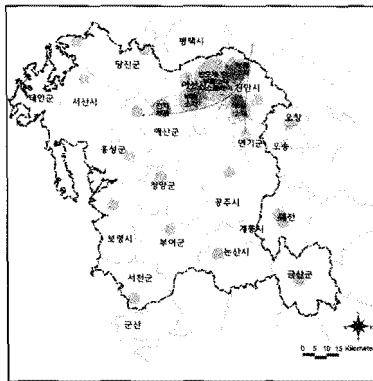 평택시
당진군
태안군
서산시
천안시
예산군
오창
홍성군
연기군
오송
청양군
공주시
대전
보령시
계룡시
부여군
논산시
서천군
금산군
군산
0 5 10 15 Kilometers